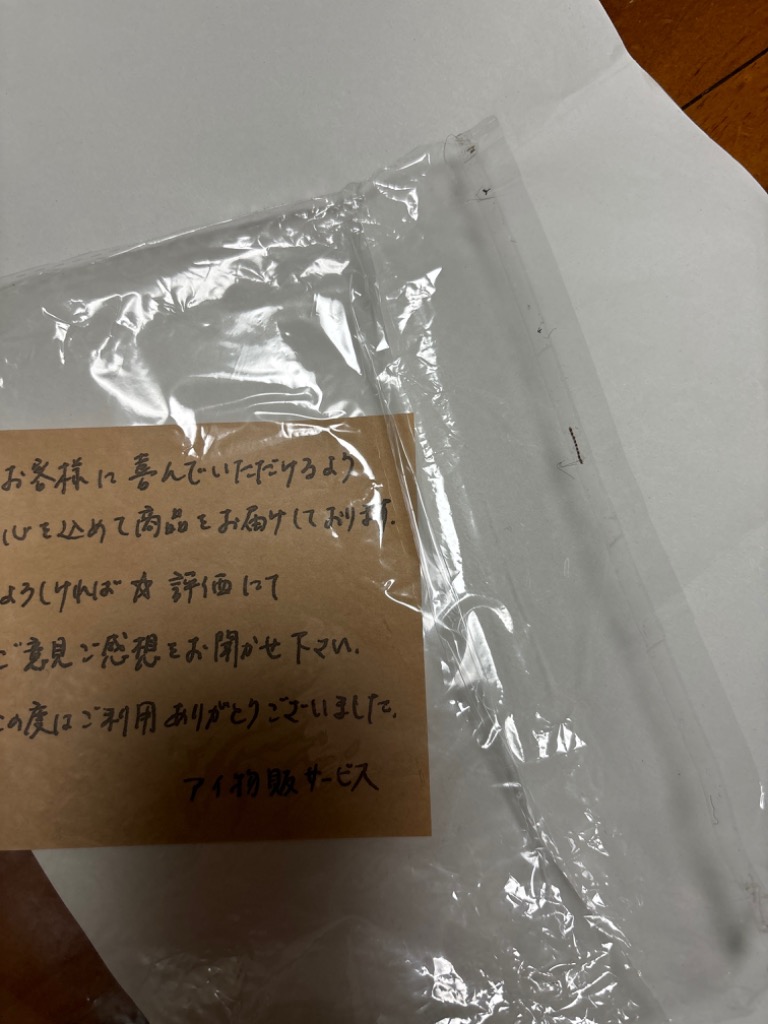 お客様に喜んでいただけるよう
心を込めて商品をお届けしております。
よろしければ☆評価にて
ご意見ご感想をお聞かせ下さい。
この度はご利用ありがとうございました。
アイ物販サービス